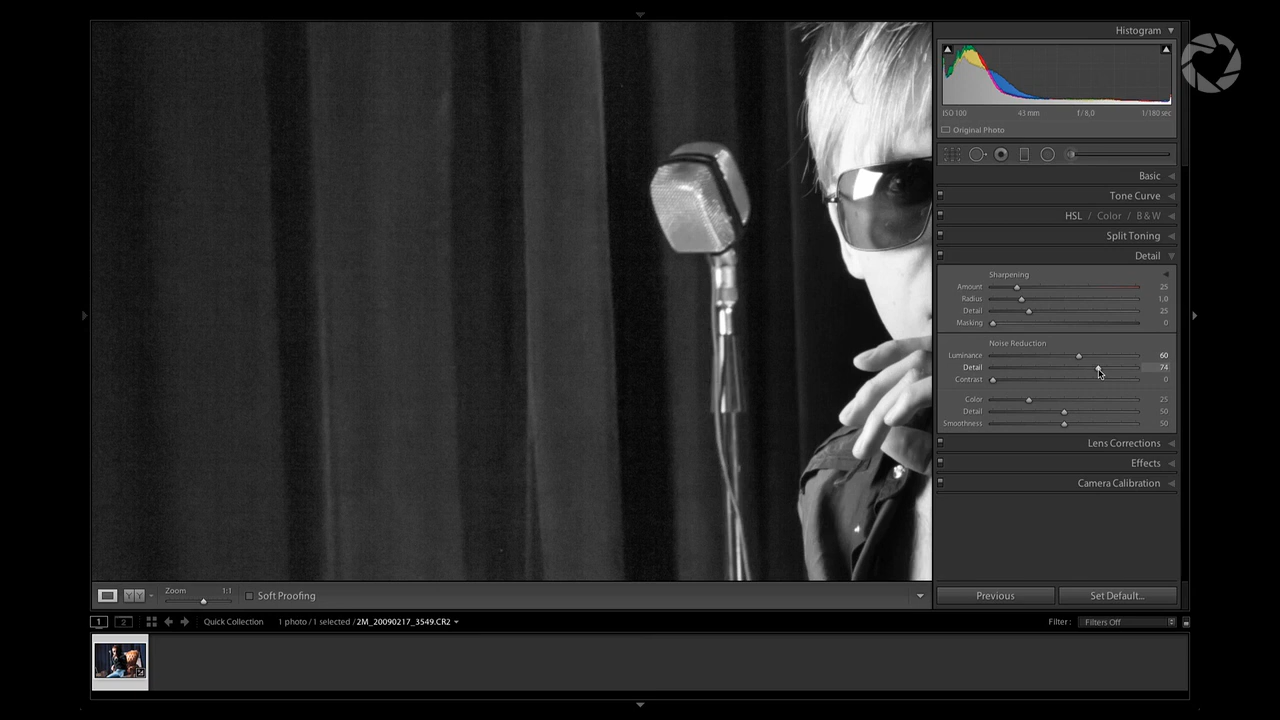 Histogram
ISO 100 43 mm f / 8,0 1/180 sec
Original Photo
Basic
Tone Curve
HSL / Color / B & W
Split Toning
Detail
Sharpening
Amount 25
Radius 1,0
Detail 25
Masking 0
Noise Reduction
Luminance 60
Detail 74
Contrast 0
Color 25
Detail 50
Smoothness 50
Lens Corrections
Effects
Camera Calibration
Zoom 1:1 Soft Proofing
Previous Set Default...
1 2 Quick Collection 1 photo / 1 selected / 2M_20090217_3549.CR2 Filter : Filters Off